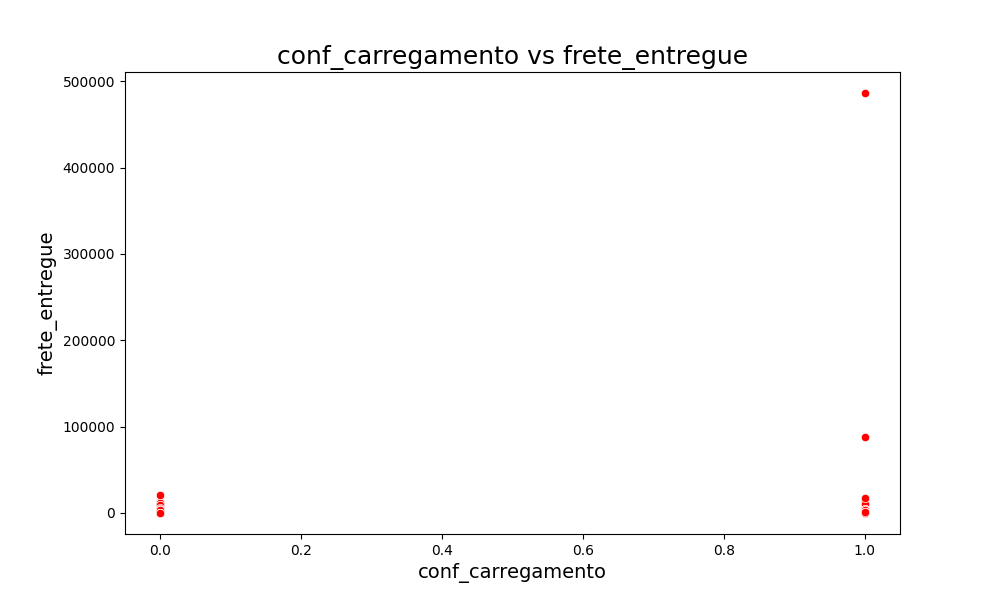 conf_carregamento vs frete_entregue
500000
400000
300000
200000
100000
0
frete_entregue
0.0 0.2 0.4 0.6 0.8 1.0
conf_carregamento